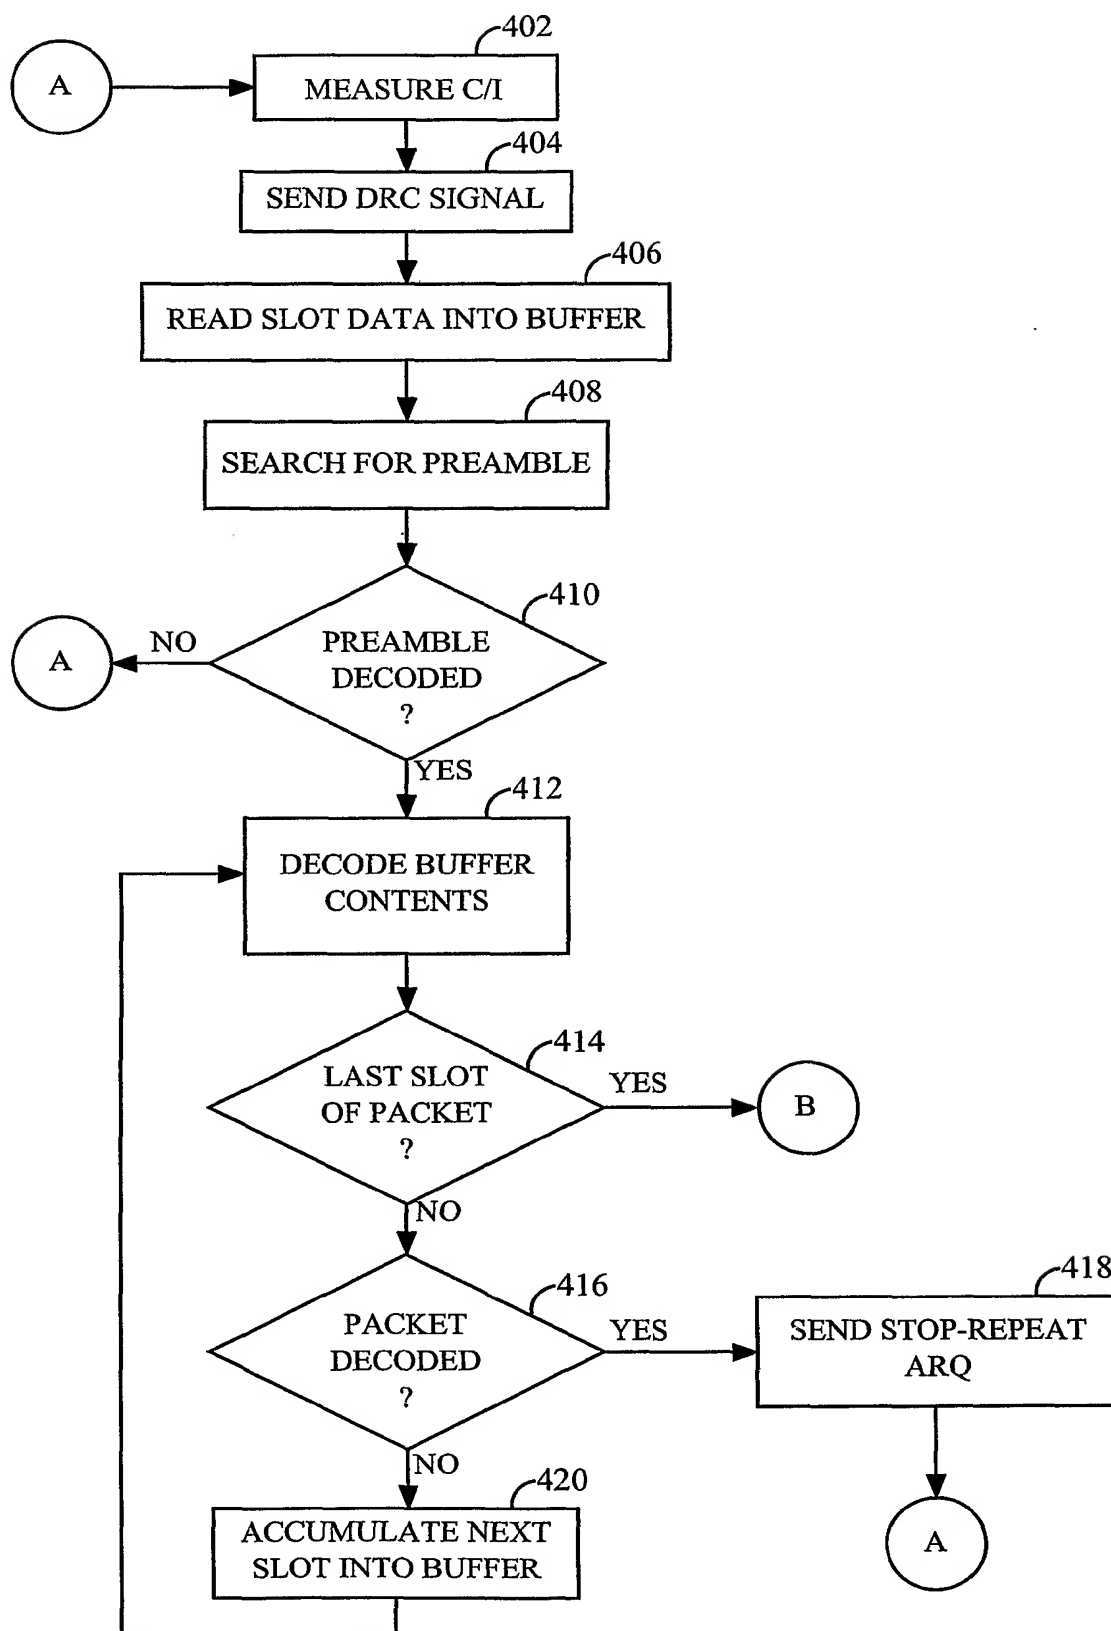 402
A
MEASURE C/I
404
SEND DRC SIGNAL
406
READ SLOT DATA INTO BUFFER
408
SEARCH FOR PREAMBLE
410
A
NO
PREAMBLE
DECODED
?
YES
412
DECODE BUFFER
CONTENTS
414
LAST SLOT
OF PACKET
?
YES
B
NO
416
PACKET
DECODED
?
YES
418
SEND STOP-REPEAT
ARQ
NO
420
ACCUMULATE NEXT
SLOT INTO BUFFER
A